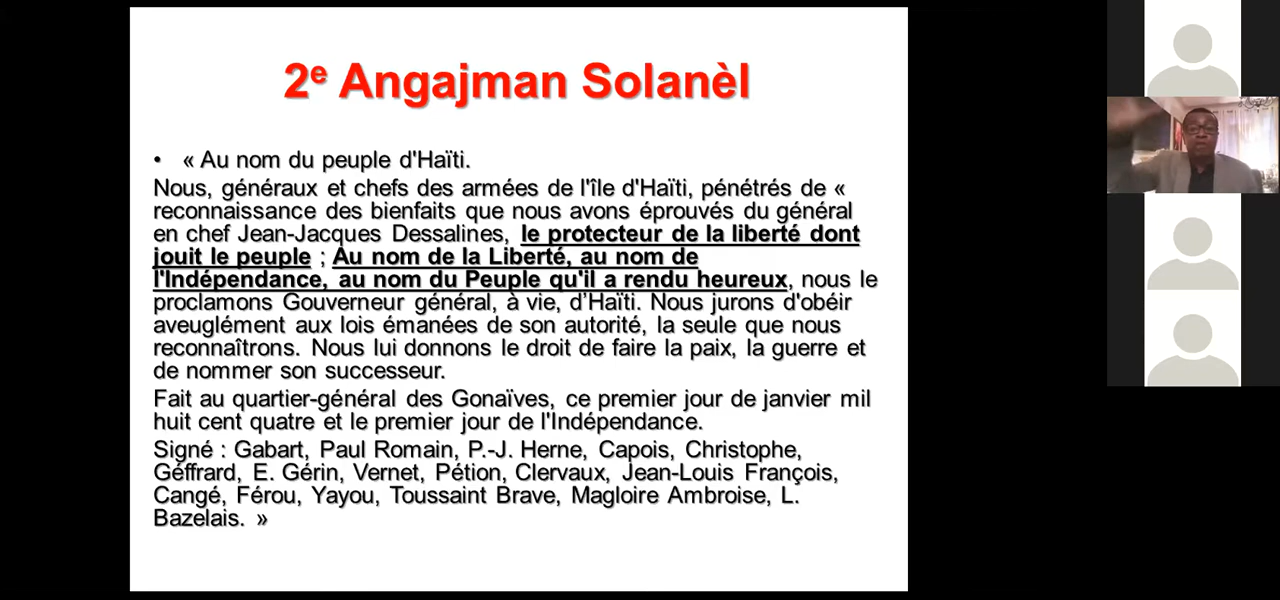 2e Angajman Solanèl
• « Au nom du peuple d'Haïti.
Nous, généraux et chefs des armées de l'île d'Haïti, pénétrés de «
reconnaissance des bienfaits que nous avons éprouvés du général
en chef Jean-Jacques Dessalines, le protecteur de la liberté dont
jouit le peuple ; Au nom de la Liberté, au nom de
l'Indépendance, au nom du Peuple qu'il a rendu heureux, nous le
proclamons Gouverneur général, à vie, d'Haïti. Nous jurons d'obéir
aveuglément aux lois émanées de son autorité, la seule que nous
reconnaîtrons. Nous lui donnons le droit de faire la paix, la guerre et
de nommer son successeur.
Fait au quartier-général des Gonaïves, ce premier jour de janvier mil
huit cent quatre et le premier jour de l'Indépendance.
Signé : Gabart, Paul Romain, P.-J. Herne, Capois, Christophe,
Géffrard, E. Gérin, Vernet, Pétion, Clervaux, Jean-Louis François,
Cangé, Férou, Yayou, Toussaint Brave, Magloire Ambroise, L.
Bazelais. »